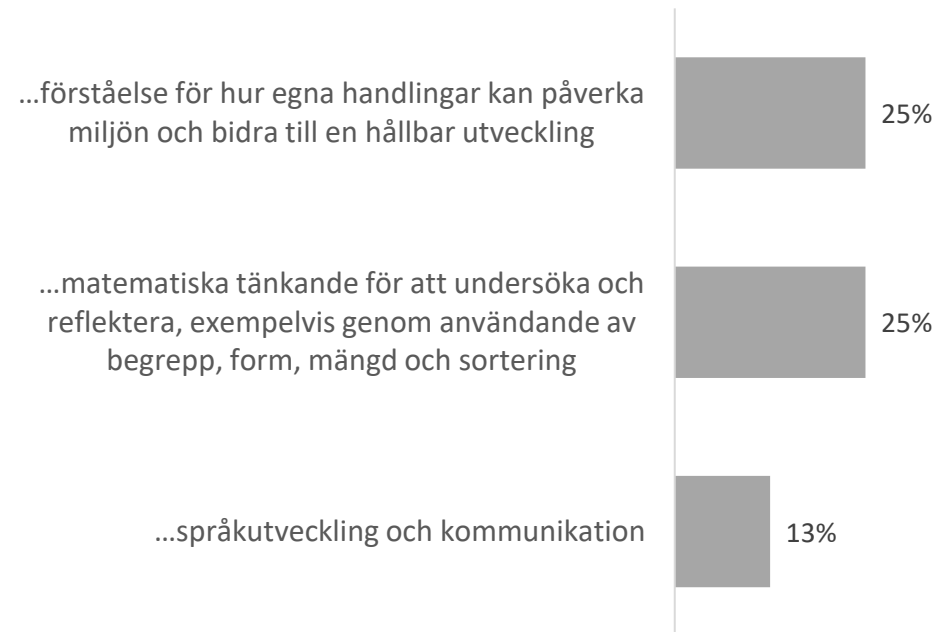 …förståelse för hur egna handlingar kan påverka
miljön och bidra till en hållbar utveckling
25%
…matematiska tänkande för att undersöka och
reflektera, exempelvis genom användande av
begrepp, form, mängd och sortering
25%
…språkutveckling och kommunikation
13%